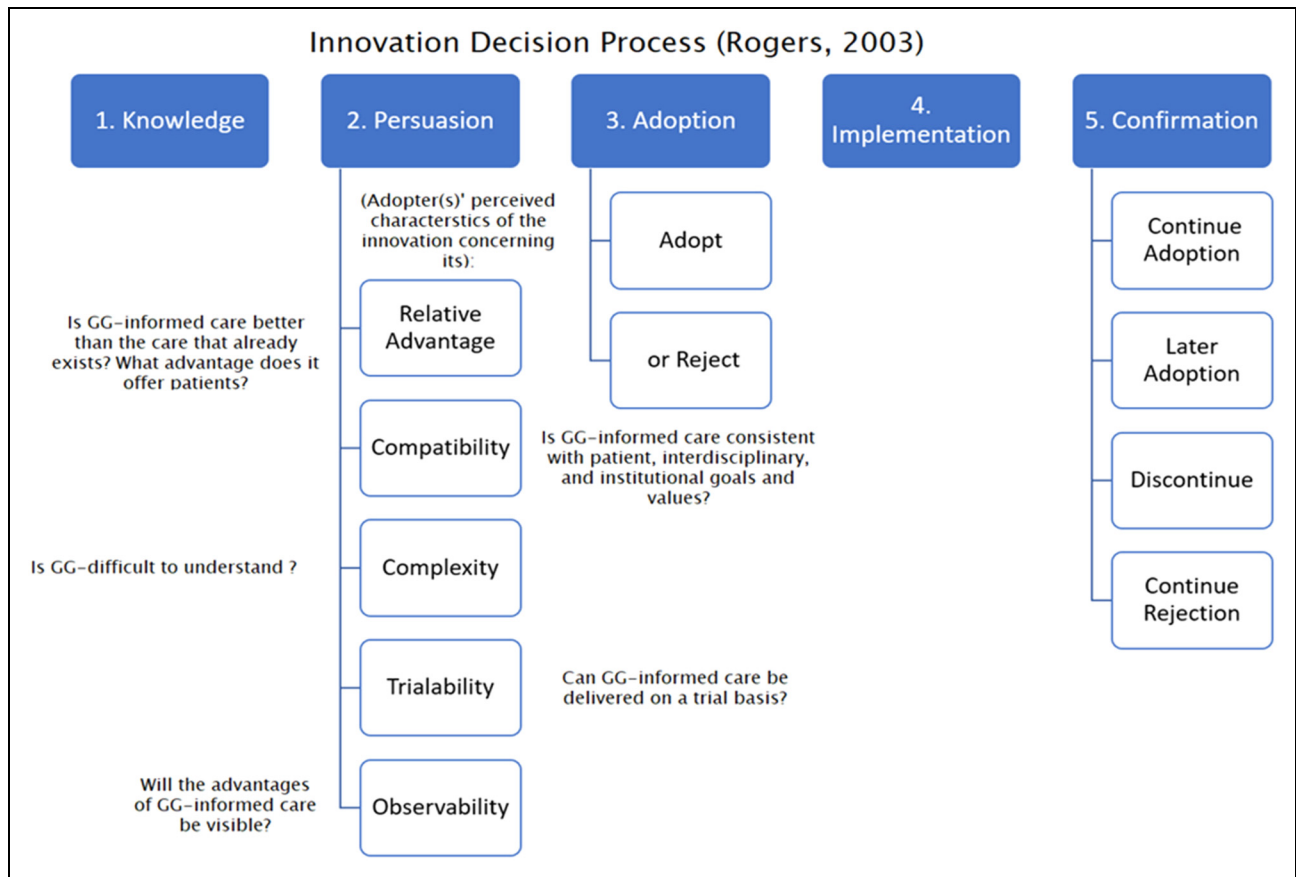 Innovation Decision Process (Rogers, 2003)
1. Knowledge
2. Persuasion
3. Adoption
4.
Implementation
5. Confirmation
(Adopter(s)' perceived
characterstics of the
innovation concerning
its):
Relative
Advantage
Is GG-informed care better
than the care that already
exists? What advantage does it
offer patients?
Compatibility
Is GG-informed care consistent
with patient, interdisciplinary,
and institutional goals and
values?
Complexity
Is GG-difficult to understand ?
Trialability
Can GG-informed care be
delivered on a trial basis?
Observability
Will the advantages
of GG-informed care
be visible?
Adopt
or Reject
Continue
Adoption
Later
Adoption
Discontinue
Continue
Rejection